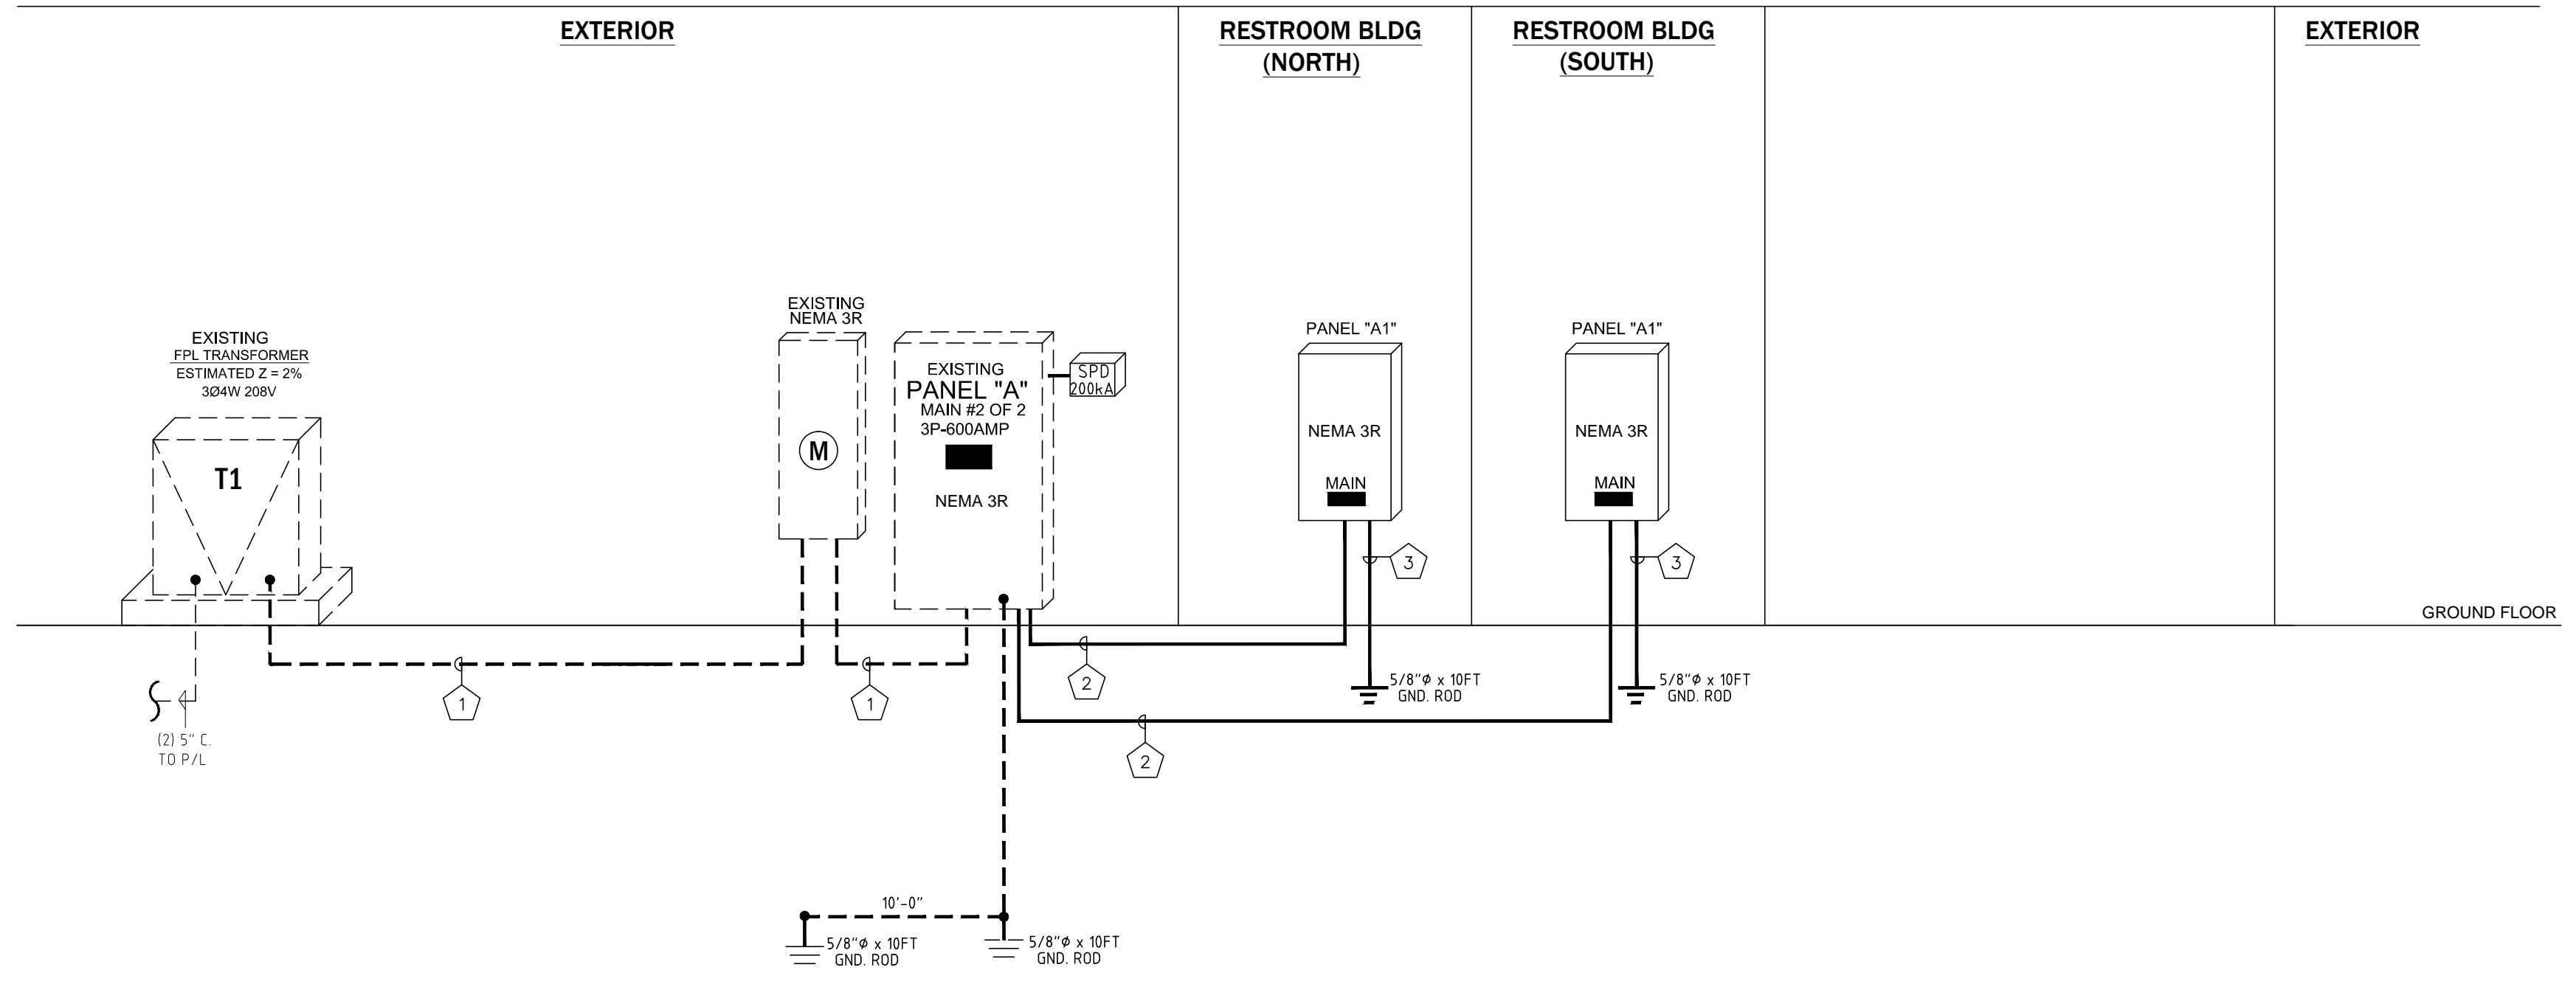 EXTERIOR
RESTROOM BLDG
(NORTH)
RESTROOM BLDG
(SOUTH)
EXTERIOR
EXISTING
FPL TRANSFORMER
ESTIMATED Z = 2%
3Ø4W 208V
T1
(2) 5" C.
TO P/L
EXISTING
NEMA 3R
M
EXISTING
PANEL "A"
MAIN #2 OF 2
3P-600AMP
NEMA 3R
SPD
200kA
PANEL "A1"
NEMA 3R
MAIN
3
PANEL "A1"
NEMA 3R
MAIN
3
GROUND FLOOR
1
1
2
2
5/8"ø x 10FT
GND. ROD
5/8"ø x 10FT
GND. ROD
10'-0"
5/8"ø x 10FT
GND. ROD
5/8"ø x 10FT
GND. ROD